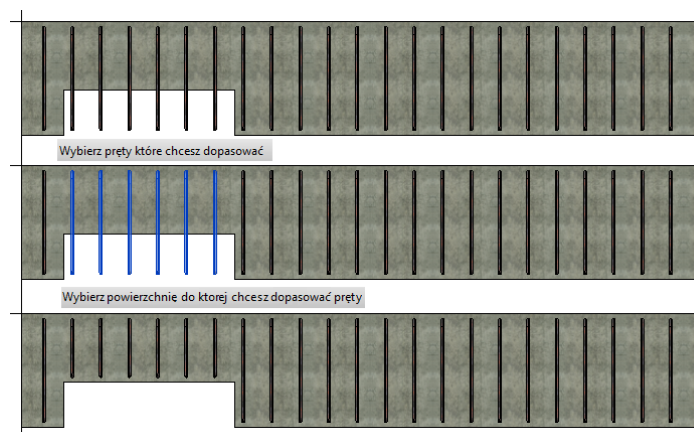 Wybierz pręty które chcesz dopasować
Wybierz powierzchnię do ktorej chcesz dopasować pręty